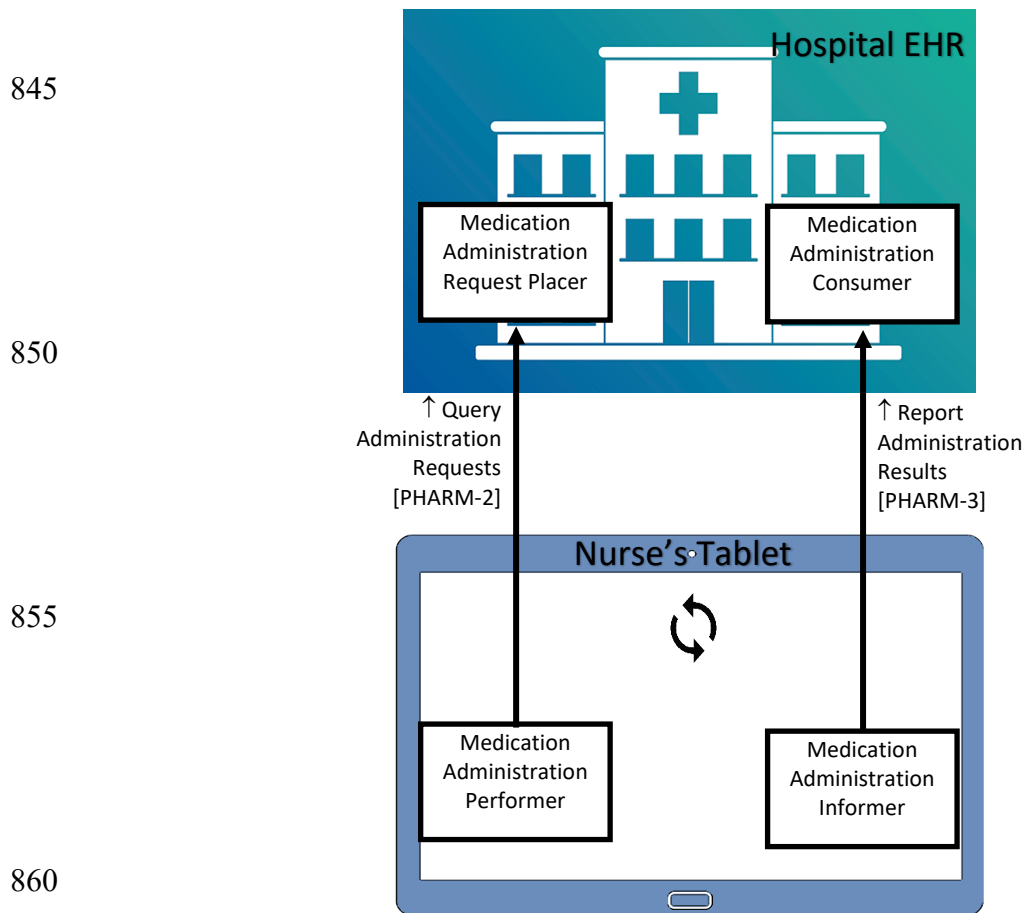 Hospital EHR
845
Medication
Administration
Request Placer
Medication
Administration
Consumer
850
↑ Query
Administration
Requests
[PHARM-2]
↑ Report
Administration
Results
[PHARM-3]
Nurse's Tablet
855
Medication
Administration
Performer
Medication
Administration
Informer
860